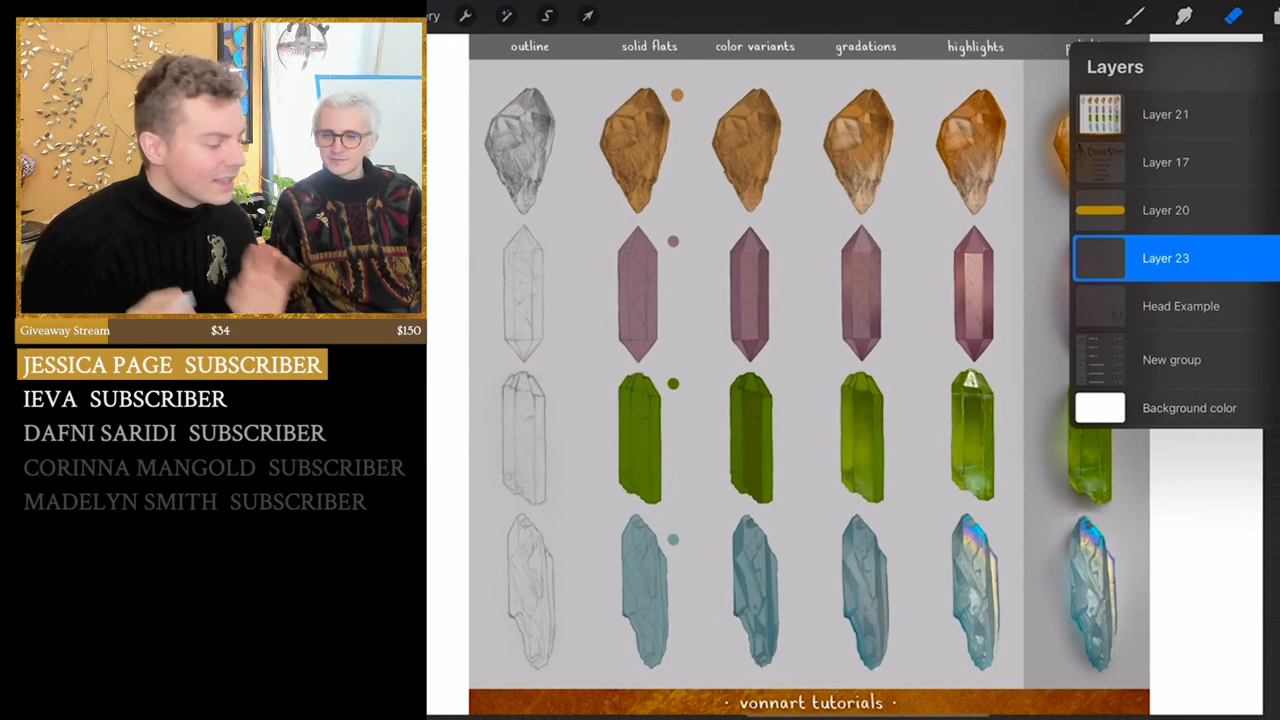 outline
solid flats
color variants
gradations
highlights
Layers
Layer 21
Layer 17
Layer 20
Layer 23
Head Example
New group
Background color
Giveaway Stream $34 $150
JESSICA PAGE SUBSCRIBER
IEVA SUBSCRIBER
DAFNI SARIDI SUBSCRIBER
CORINNA MANGOLD SUBSCRIBER
MADELYN SMITH SUBSCRIBER
· vonnart tutorials ·